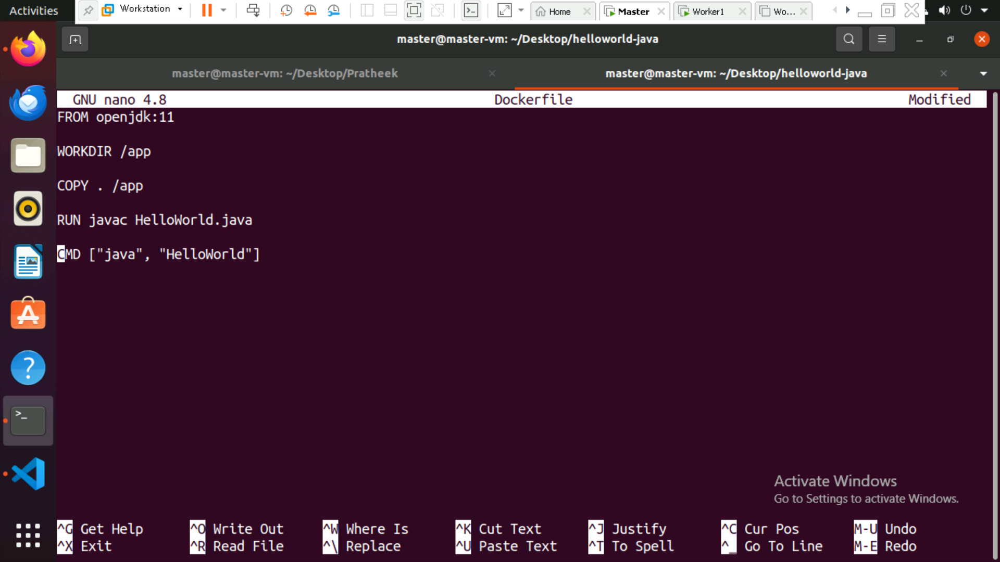 Activities
Workstation
Home
Master
Worker1
Wo...
master@master-vm: ~/Desktop/helloworld-java
master@master-vm: ~/Desktop/Pratheek
master@master-vm: ~/Desktop/helloworld-java
GNU nano 4.8 Dockerfile Modified
FROM openjdk:11
WORKDIR /app
COPY . /app
RUN javac HelloWorld.java
CMD ["java", "HelloWorld"]
Activate Windows
Go to Settings to activate Windows.
^G Get Help ^O Write Out ^W Where Is ^K Cut Text ^J Justify ^C Cur Pos M-U Undo
^X Exit ^R Read File ^\ Replace ^U Paste Text ^T To Spell ^_ Go To Line M-E Redo